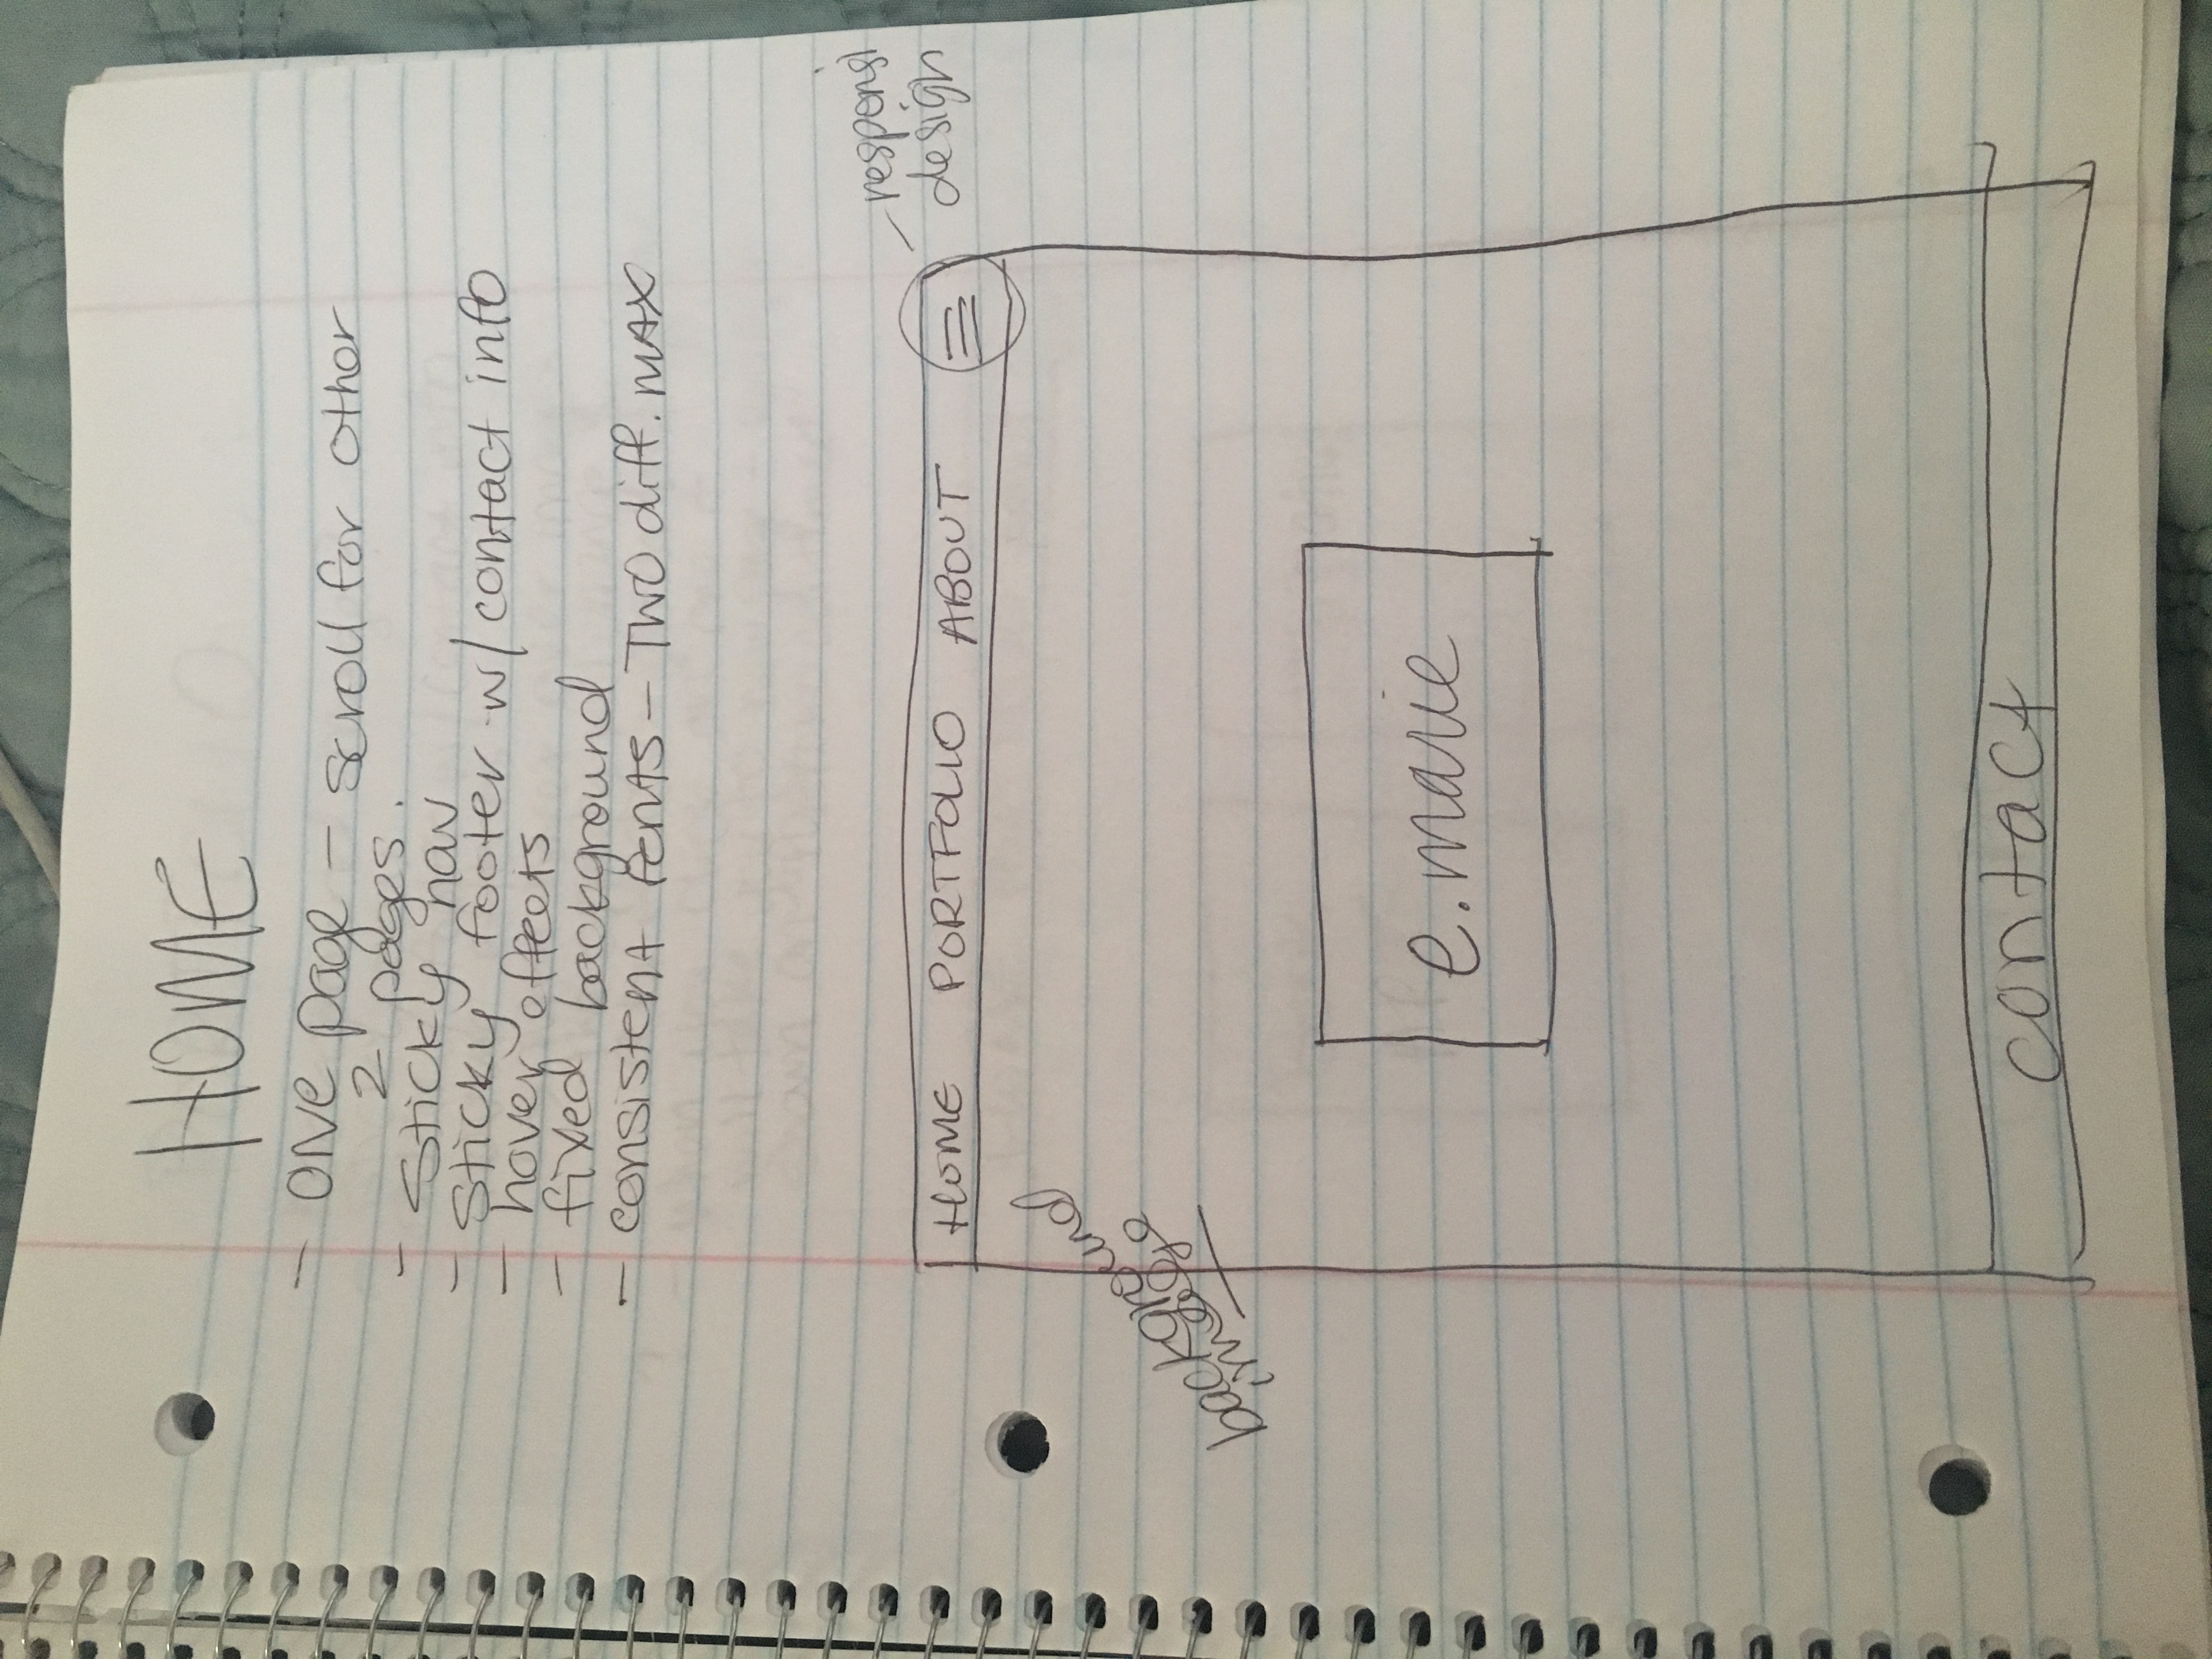 HOME
- ONE page - scroll for other
2 pages.
- Sticky nav
- Sticky footer w/ contact info
- hover effects
- fixed background
- consistent fonts - TWO diff. MAX
- responsi
design
HOME PORTFOLIO ABOUT
background
image
e.marie
contact